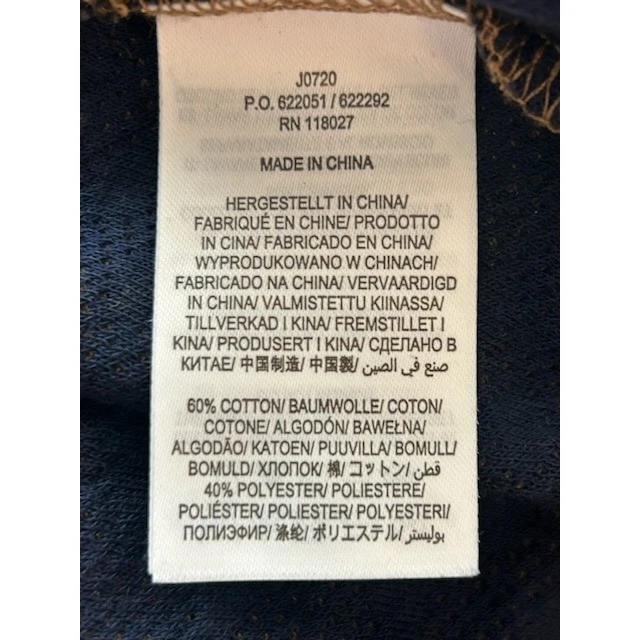 J0720
P.O. 622051 / 622292
RN 118027
MADE IN CHINA
HERGESTELLT IN CHINA/
FABRIQUÉ EN CHINE/ PRODOTTO
IN CINA/ FABRICADO EN CHINA/
WYPRODUKOWANO W CHINACH/
FABRICADO NA CHINA/ VERVAARDIGD
IN CHINA/ VALMISTETTU KIINASSA/
TILLVERKAD I KINA/ FREMSTILLET I
KINA/ PRODUSERT I KINA/ СДЕЛАНО В
КИТАЕ/ 中国制造/ 中国製/ صنع في الصين/
60% COTTON/ BAUMWOLLE/ COTON/
COTONE/ ALGODÓN/ BAWEŁNA/
ALGODÃO/ KATOEN/ PUUVILLA/ BOMULL/
BOMULD/ ХЛОПОК/ 棉/ コットン/ قطن/
40% POLYESTER/ POLIESTERE/
POLIÉSTER/ POLIESTER/ POLYESTERI/
ПОЛИЭФИР/ 涤纶/ ポリエステル/ بوليستر/